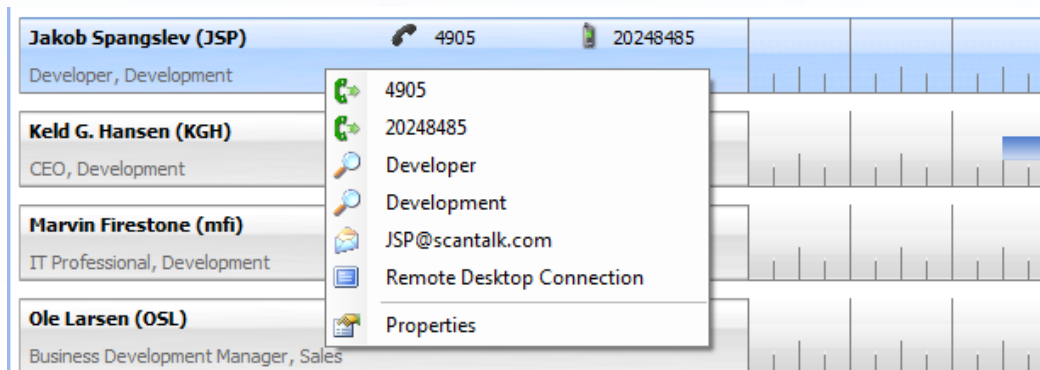 Jakob Spangslev (JSP) 4905 20248485
Developer, Development
4905
20248485
Developer
Development
JSP@scantalk.com
Remote Desktop Connection
Properties
Keld G. Hansen (KGH)
CEO, Development
Marvin Firestone (mfi)
IT Professional, Development
Ole Larsen (OSL)
Business Development Manager, Sales